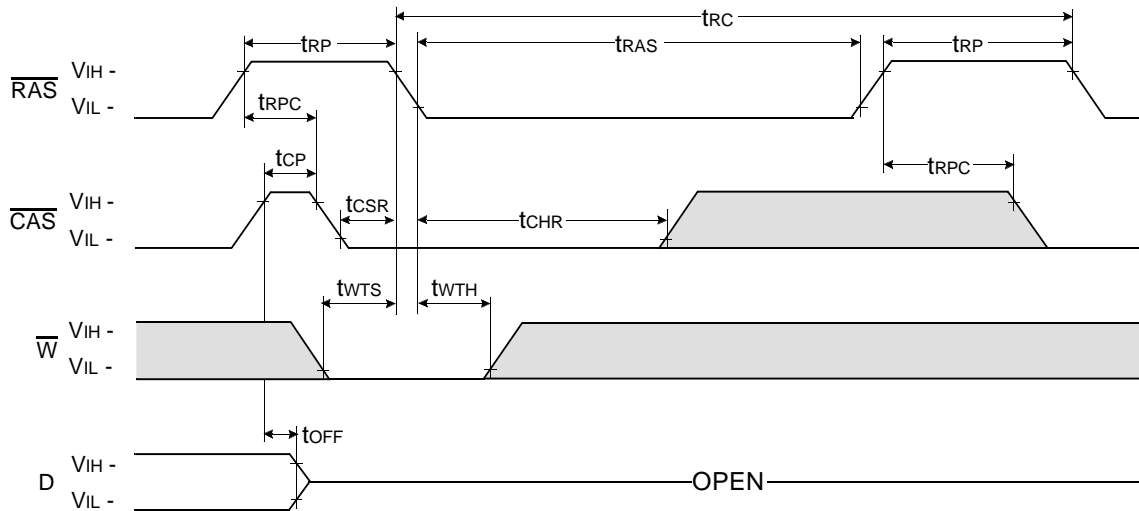 tRC
tRP
tRAS
tRP
RAS
VIH -
VIL -
tRPC
tCP
tRPC
CAS
VIH -
VIL -
tCSR
tCHR
tWTS
tWTH
W
VIH -
VIL -
tOFF
D
VIH -
VIL -
OPEN